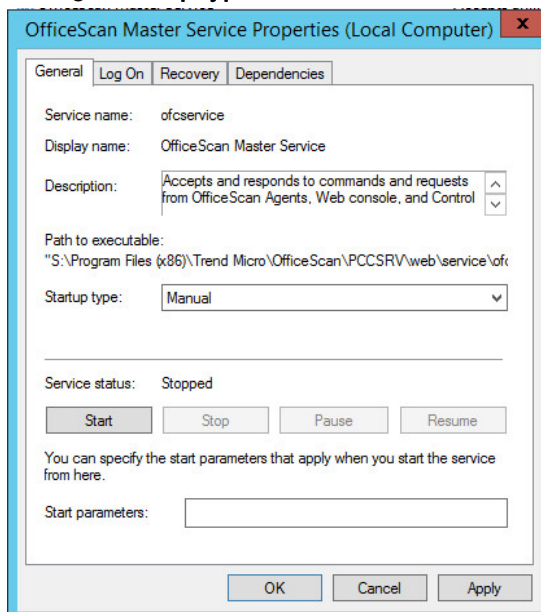 OfficeScan Master Service Properties (Local Computer)
x
General Log On Recovery Dependencies
Service name: ofcservice
Display name: OfficeScan Master Service
Description: Accepts and responds to commands and requests
from OfficeScan Agents, Web console, and Control
Path to executable:
"S:\Program Files (x86)\Trend Micro\OfficeScan\PCCSRV\web\service\ofc
Startup type: Manual
Service status: Stopped
Start Stop Pause Resume
You can specify the start parameters that apply when you start the service
from here.
Start parameters:
OK Cancel Apply